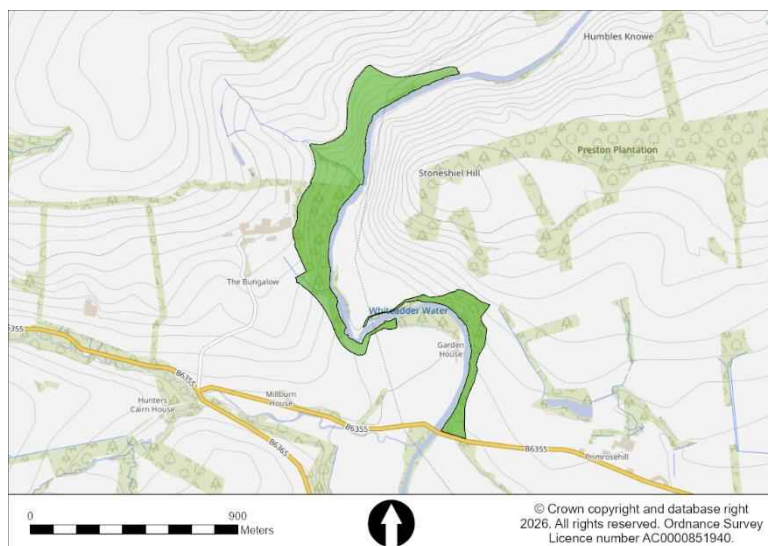 Humbles Knowe
Preston Plantation
Stoneshiel Hill
The Bungalow
Whiteadder Water
Garden
House
B6355
B6355
Millburn
House
Hunters
Cairn House
B6355
B6355
B6365
Primrosehill
0
900
Meters
© Crown copyright and database right
2026. All rights reserved. Ordnance Survey
Licence number AC0000851940.